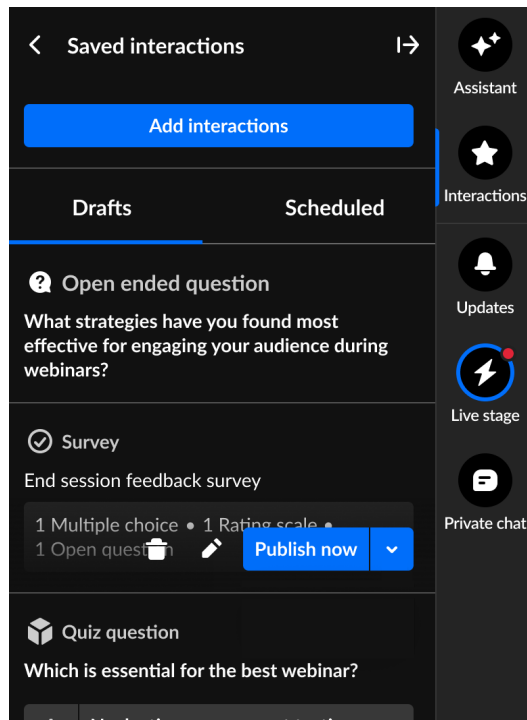 Saved interactions
Assistant
Add interactions
Interactions
Drafts
Scheduled
Updates
Open ended question
What strategies have you found most
effective for engaging your audience during
webinars?
Live stage
Survey
End session feedback survey
1 Multiple choice • 1 Rating scale •
1 Open question
Publish now
Private chat
Quiz question
Which is essential for the best webinar?